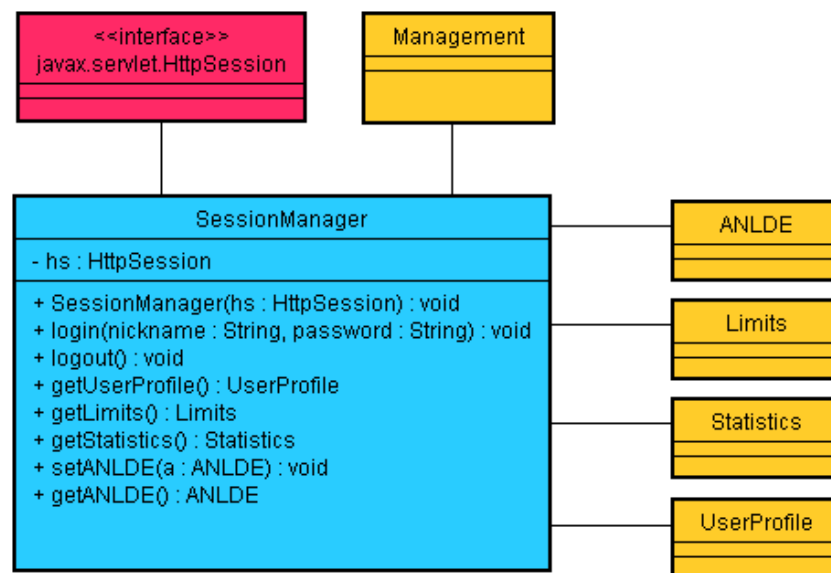 <<interface>>
javax.servlet.HttpSession
Management
SessionManager
- hs : HttpSession
+ SessionManager(hs : HttpSession) : void
+ login(nickname : String, password : String) : void
+ logout() : void
+ getUserProfile() : UserProfile
+ getLimits() : Limits
+ getStatistics() : Statistics
+ setANLDE(a : ANLDE) : void
+ getANLDE() : ANLDE
ANLDE
Limits
Statistics
UserProfile